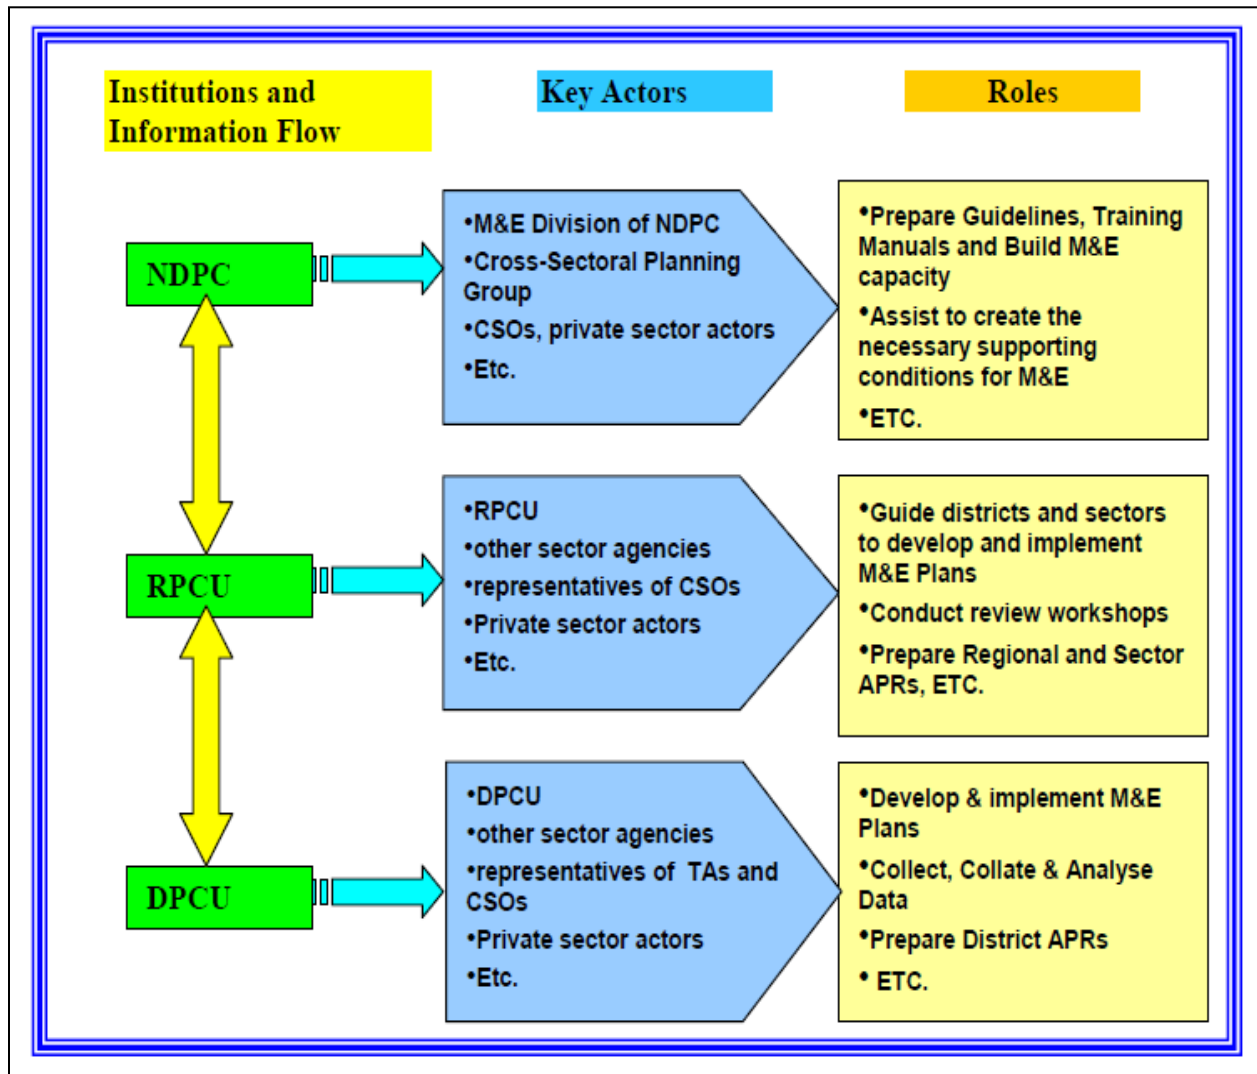 Institutions and
Information Flow
Key Actors
Roles
NDPC
•M&E Division of NDPC
•Cross-Sectoral Planning
Group
•CSOs, private sector actors
•Etc.
•Prepare Guidelines, Training
Manuals and Build M&E
capacity
•Assist to create the
necessary supporting
conditions for M&E
•ETC.
RPCU
•RPCU
•other sector agencies
•representatives of CSOs
•Private sector actors
•Etc.
•Guide districts and sectors
to develop and implement
M&E Plans
•Conduct review workshops
•Prepare Regional and Sector
APRs, ETC.
DPCU
•DPCU
•other sector agencies
•representatives of TAs and
CSOs
•Private sector actors
•Etc.
•Develop & implement M&E
Plans
•Collect, Collate & Analyse
Data
•Prepare District APRs
• ETC.